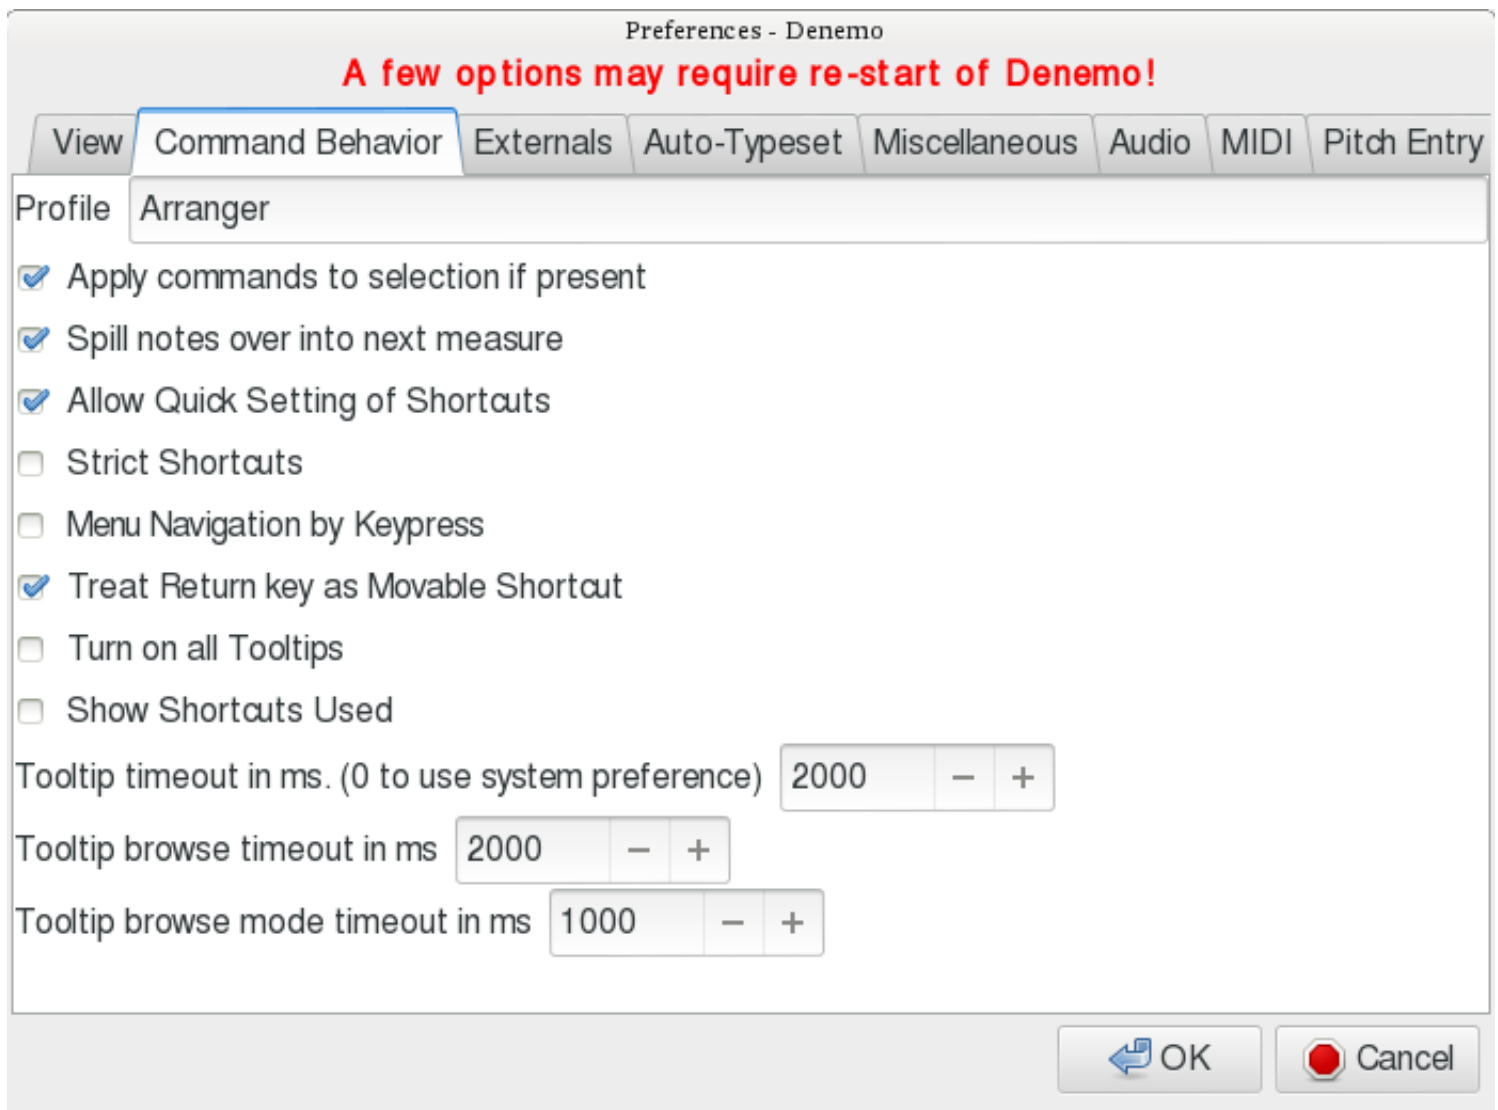 Preferences - Denemo
A few options may require re-start of Denemo!
View Command Behavior Externals Auto-Typeset Miscellaneous Audio MIDI Pitch Entry
Profile Arranger
Apply commands to selection if present
Spill notes over into next measure
Allow Quick Setting of Shortcuts
Strict Shortcuts
Menu Navigation by Keypress
Treat Return key as Movable Shortcut
Turn on all Tooltips
Show Shortcuts Used
Tooltip timeout in ms. (0 to use system preference) 2000 − +
Tooltip browse timeout in ms 2000 − +
Tooltip browse mode timeout in ms 1000 − +
OK Cancel